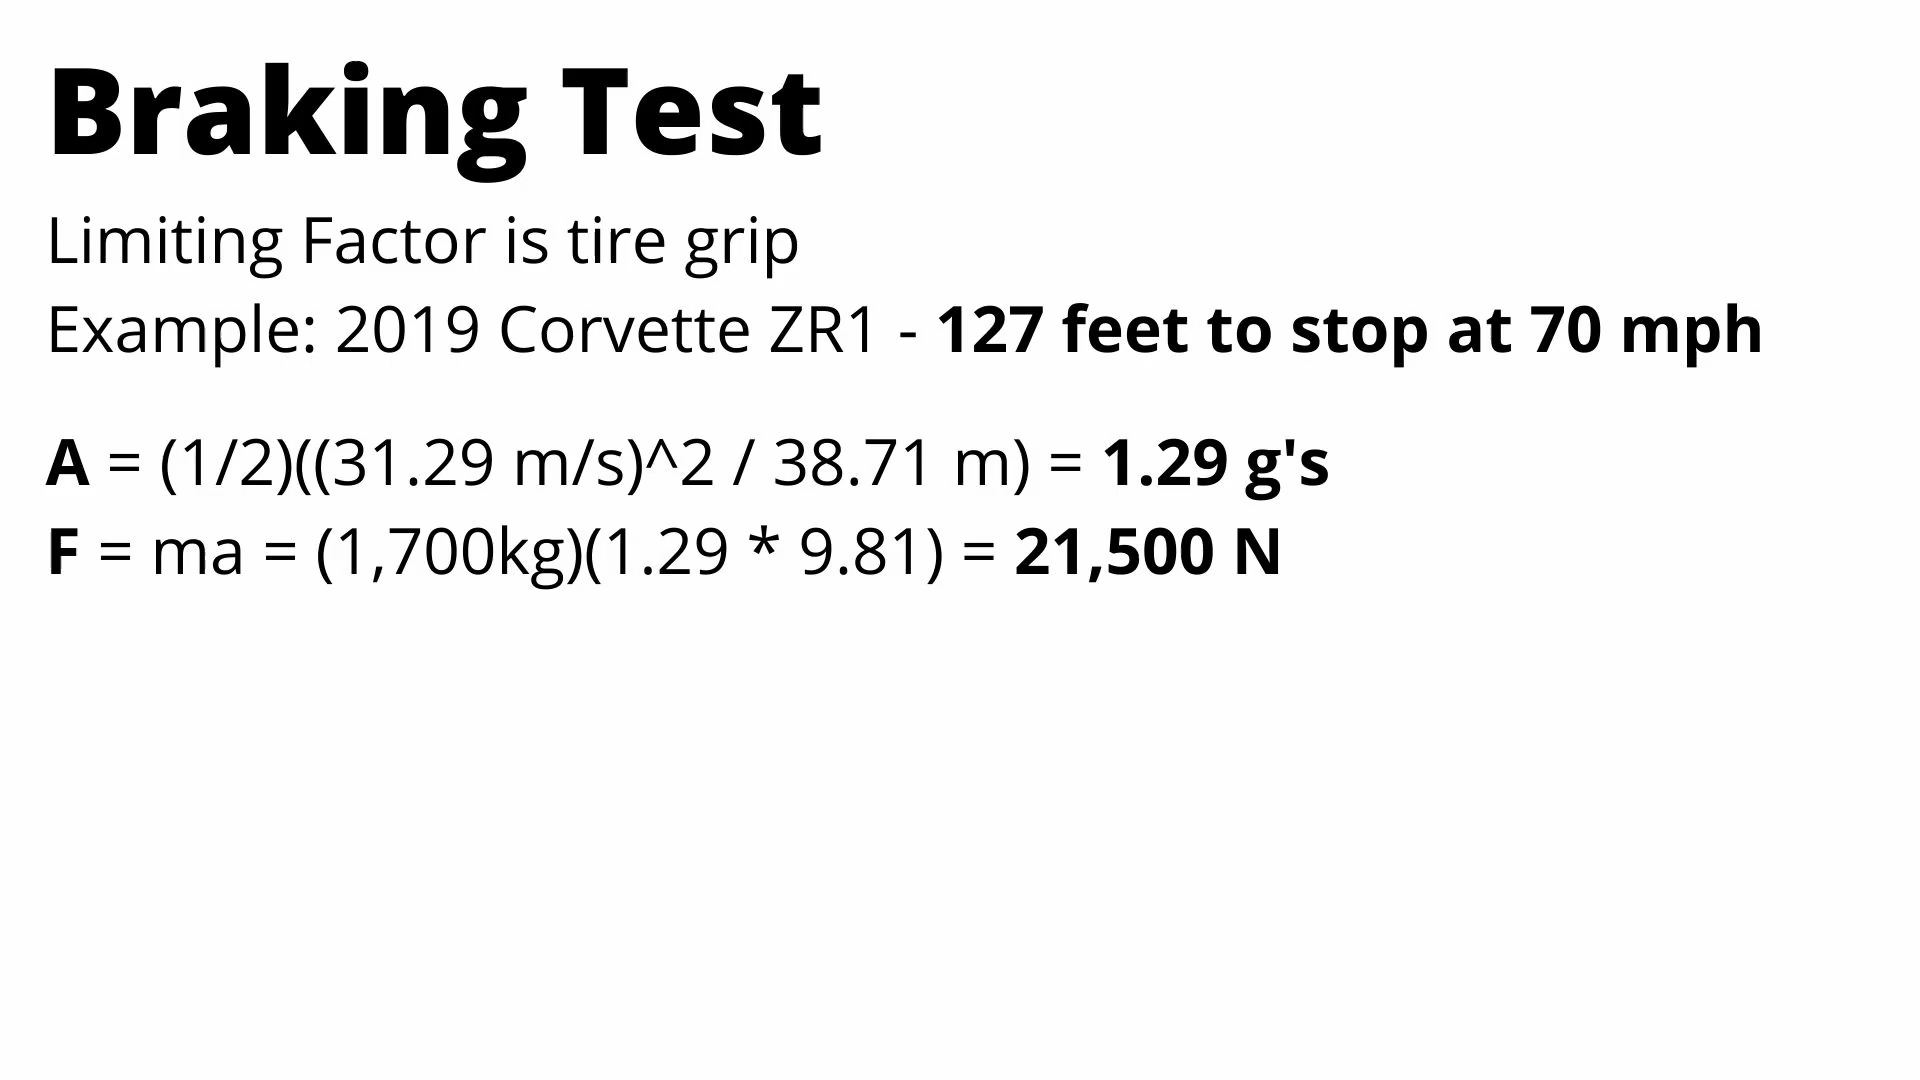 Braking Test
Limiting Factor is tire grip
Example: 2019 Corvette ZR1 - 127 feet to stop at 70 mph
A = (1/2)((31.29 m/s)^2 / 38.71 m) = 1.29 g's
F = ma = (1,700kg)(1.29 * 9.81) = 21,500 N